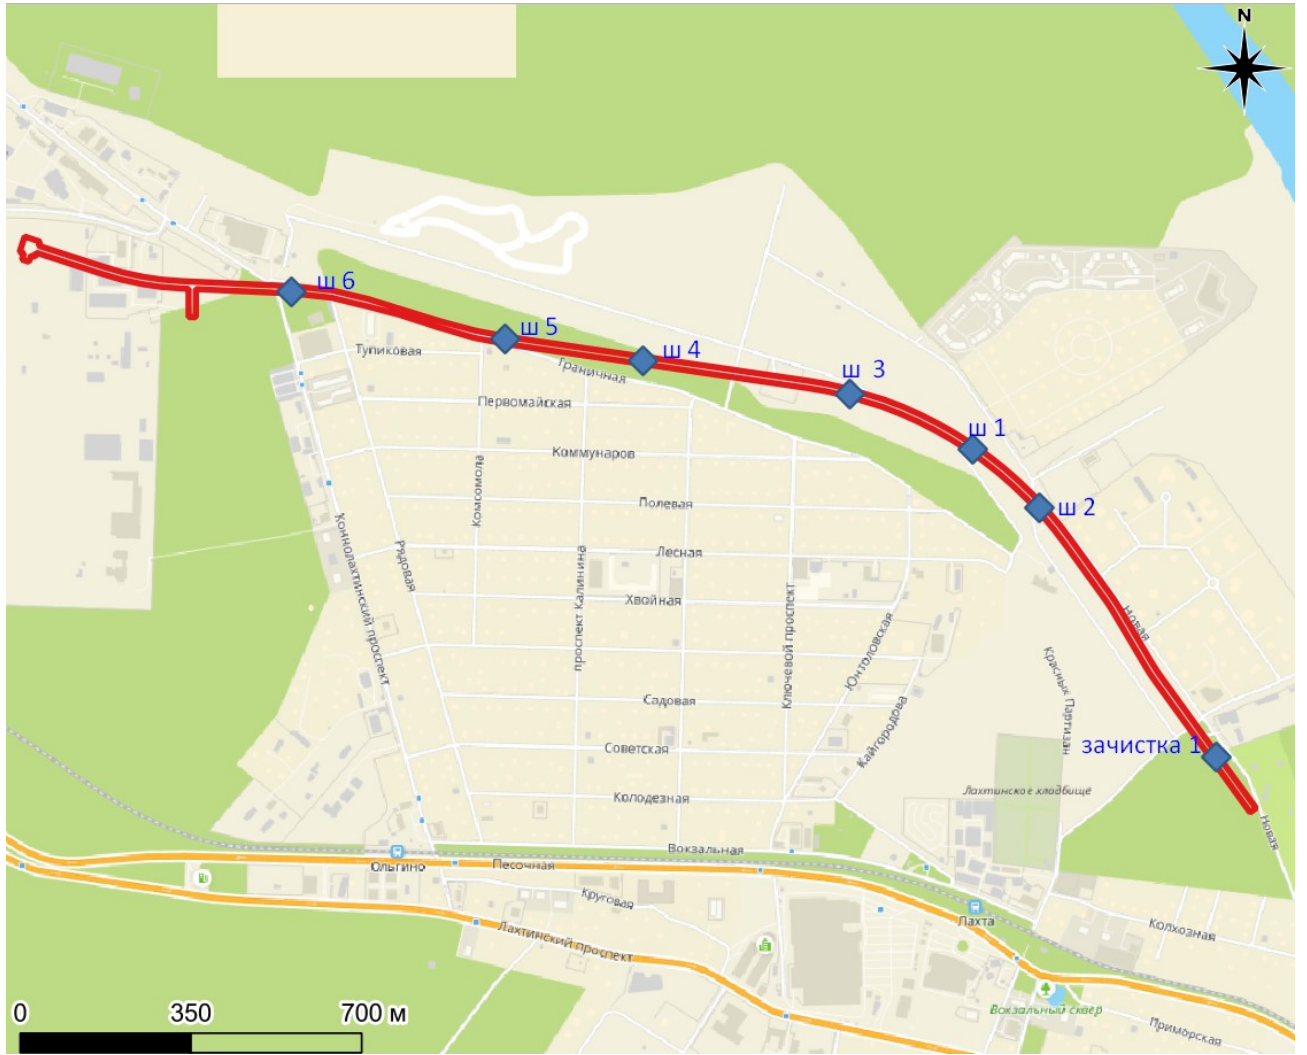 N
ш 6
ш 5
ш 4
ш 3
ш 1
ш 2
Тупиковая
Граничная
Первомайская
Коммунаров
Комсомола
Полевая
Коннолахтинский проспект
Рядовая
Лесная
проспект Калинина
Хвойная
Ключевой проспект
Юнтоловская
Новая
Красных Партизан
Садовая
Кайгородова
Советская
зачистка 1
Колодезная
Лахтинское кладбище
Новая
Вокзальная
Ольгино
Песочная
Круговая
Лахта
Колхозная
Лахтинский проспект
Вокзальный сквер
Приморская
0 350 700 м